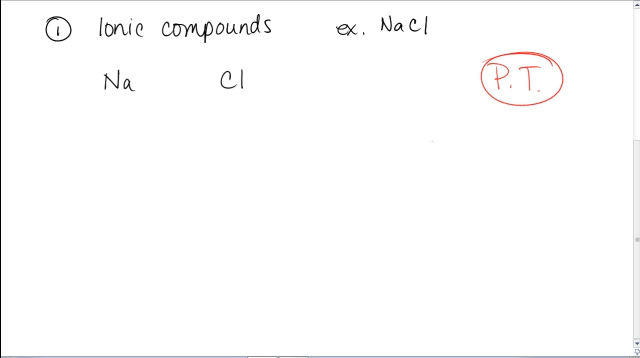 ① Ionic compounds ex. NaCl
Na Cl P.T.